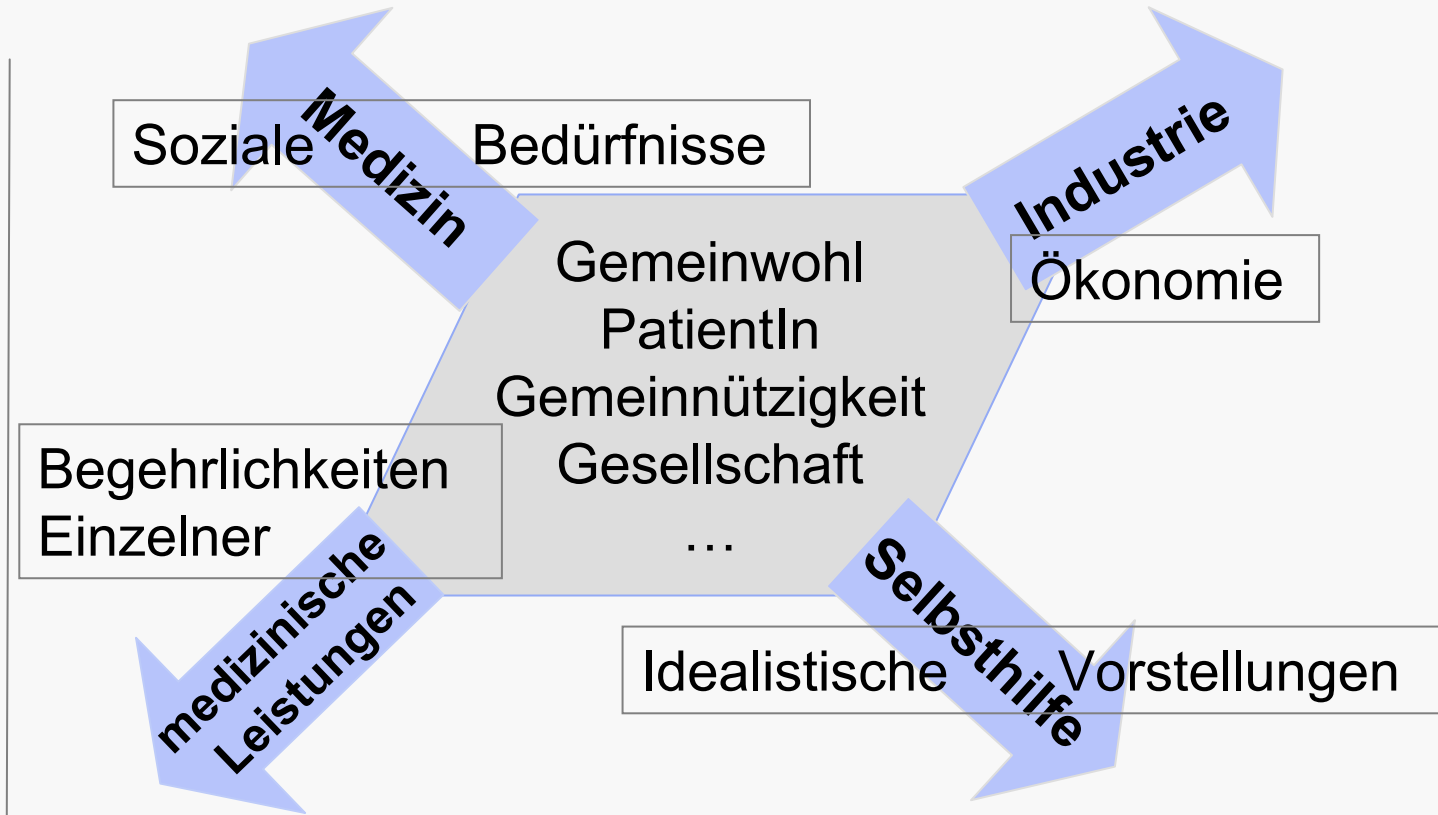 Medizin
Industrie
Soziale Bedürfnisse
Ökonomie
Gemeinwohl
PatientIn
Gemeinnützigkeit
Gesellschaft
…
Begehrlichkeiten
Einzelner
medizinische
Leistungen
Selbsthilfe
Idealistische Vorstellungen